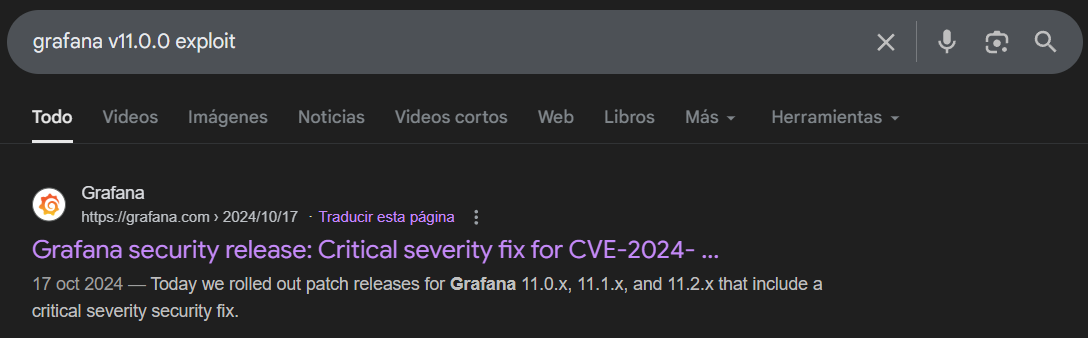 grafana v11.0.0 exploit
Todo Videos Imágenes Noticias Videos cortos Web Libros Más Herramientas
Grafana
https://grafana.com › 2024/10/17 · Traducir esta página
Grafana security release: Critical severity fix for CVE-2024- ...
17 oct 2024 — Today we rolled out patch releases for Grafana 11.0.x, 11.1.x, and 11.2.x that include a
critical severity security fix.